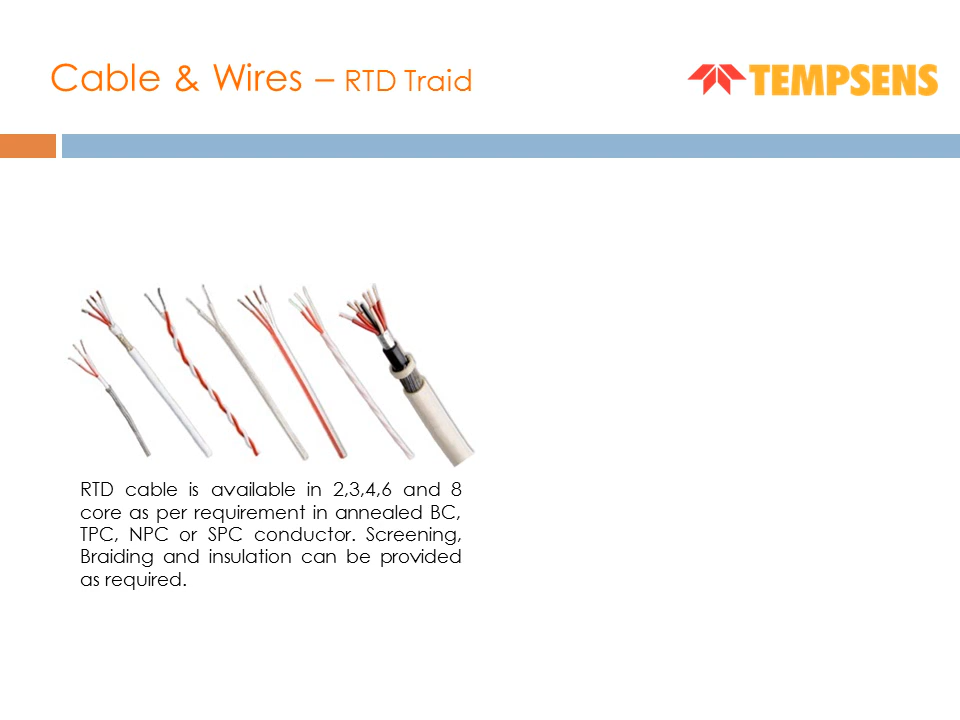 Cable & Wires – RTD Traid
TEMPSENS
RTD cable is available in 2,3,4,6 and 8
core as per requirement in annealed BC,
TPC, NPC or SPC conductor. Screening,
Braiding and insulation can be provided
as required.